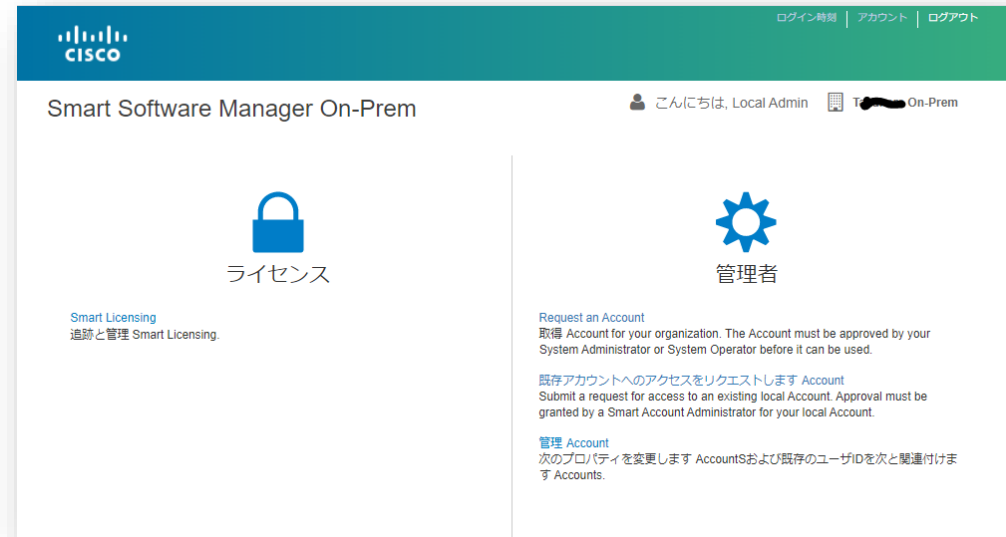 ログイン時刻 | アカウント | ログアウト
CISCO
Smart Software Manager On-Prem
こんにちは, Local Admin
On-Prem
ライセンス
Smart Licensing
追跡と管理 Smart Licensing.
管理者
Request an Account
取得 Account for your organization. The Account must be approved by your
System Administrator or System Operator before it can be used.
既存アカウントへのアクセスをリクエストします Account
Submit a request for access to an existing local Account. Approval must be
granted by a Smart Account Administrator for your local Account.
管理 Account
次のプロパティを変更します AccountSおよび既存のユーザIDを次と関連付けま
す Accounts.